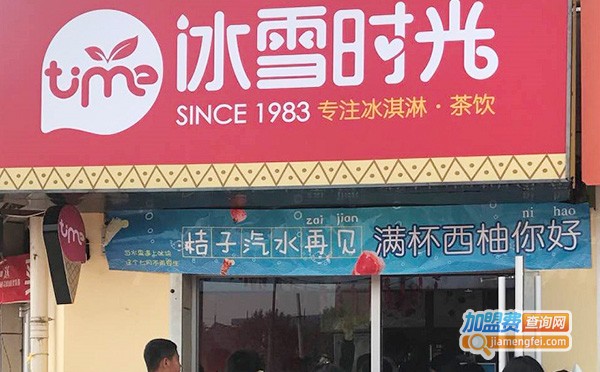 time
冰雪时光
SINCE 1983 专注冰淇淋·茶饮
zai jian
ni hao
桔子汽水再见 满杯西柚你好
time
加盟费查询网
jiamengfei.com